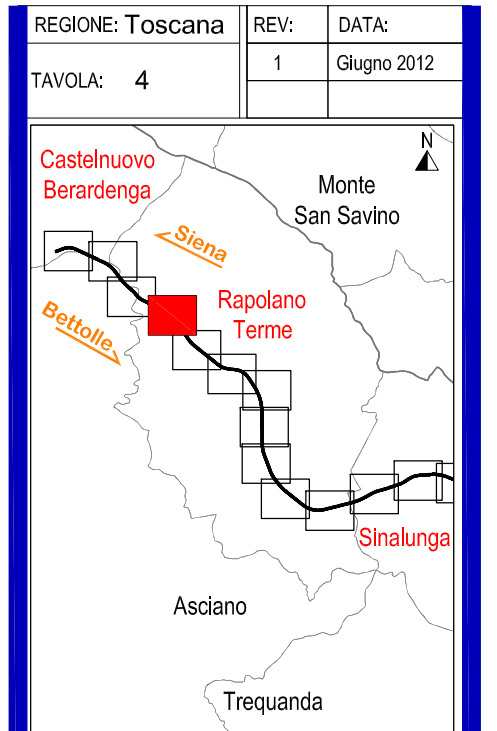 REGIONE: Toscana
REV:
DATA:
1
Giugno 2012
TAVOLA: 4
N
Castelnuovo
Berardenga
Monte
San Savino
Siena
Bettolle
Rapolano
Terme
Sinalunga
Asciano
Trequanda